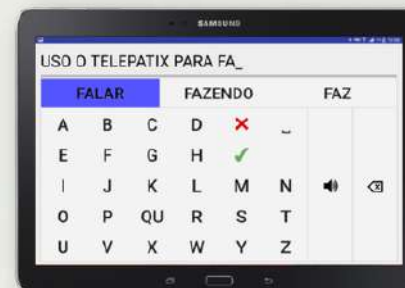 SAMSUNG
USO O TELEPATIX PARA FA_
FALAR FAZENDO FAZ
A B C D ❌ ⎵
E F G H ✔
I J K L M N
O P QU R S T
U V X W Y Z